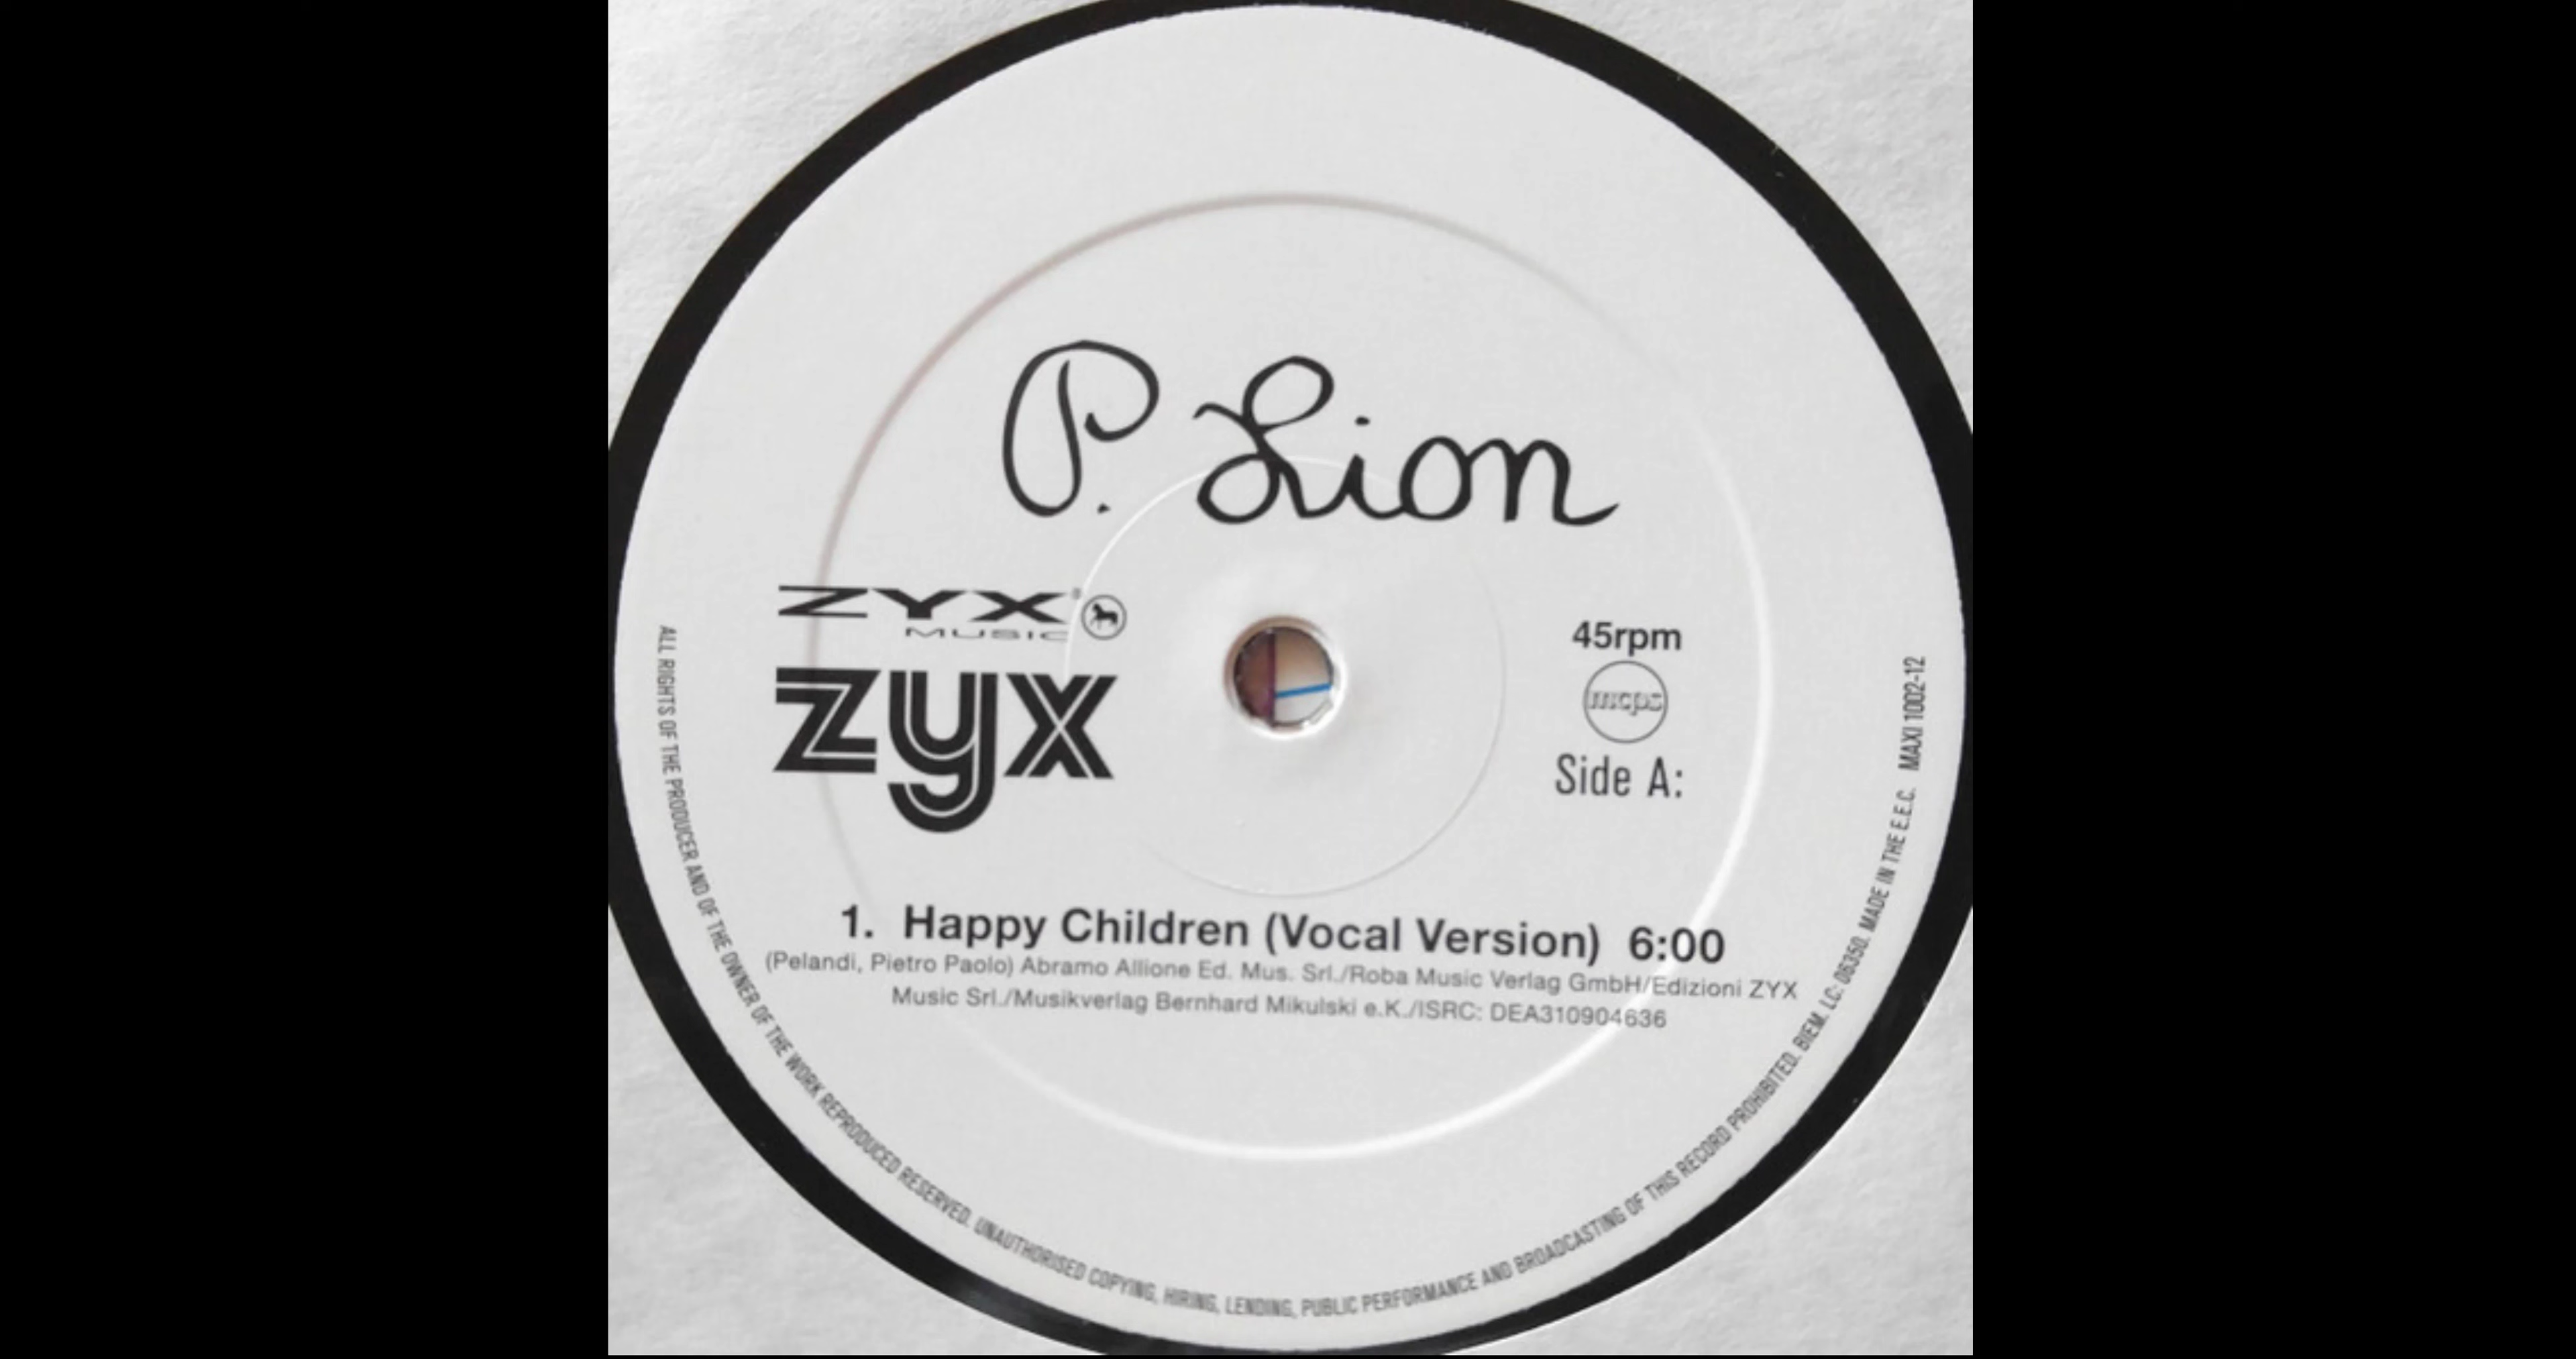 P. Lion
ZYX®
MUSIC
zyx
45rpm
mcps
Side A:
1. Happy Children (Vocal Version) 6:00
(Pelandi, Pietro Paolo) Abramo Allione Ed. Mus. Srl./Roba Music Verlag GmbH/Edizioni ZYX
Music Srl./Musikverlag Bernhard Mikulski e.K./ISRC: DEA310904636
ALL RIGHTS OF THE PRODUCER AND OF THE OWNER OF THE WORK REPRODUCED RESERVED. UNAUTHORISED COPYING, HIRING, LENDING, PUBLIC PERFORMANCE AND BROADCASTING OF THIS RECORD PROHIBITED. BIEM. LC: 06350. MADE IN THE E.E.C. MAXI 1002-12